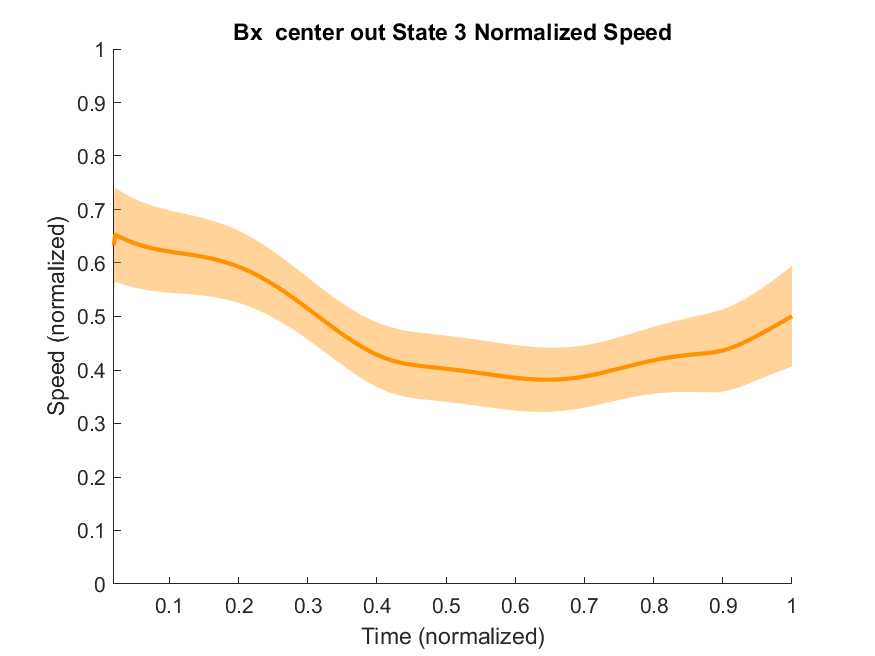 Bx  center out State 3 Normalized Speed
1
0.9
0.8
0.7
0.6
0.5
0.4
0.3
0.2
0.1
0
Speed (normalized)
0.1 0.2 0.3 0.4 0.5 0.6 0.7 0.8 0.9 1
Time (normalized)